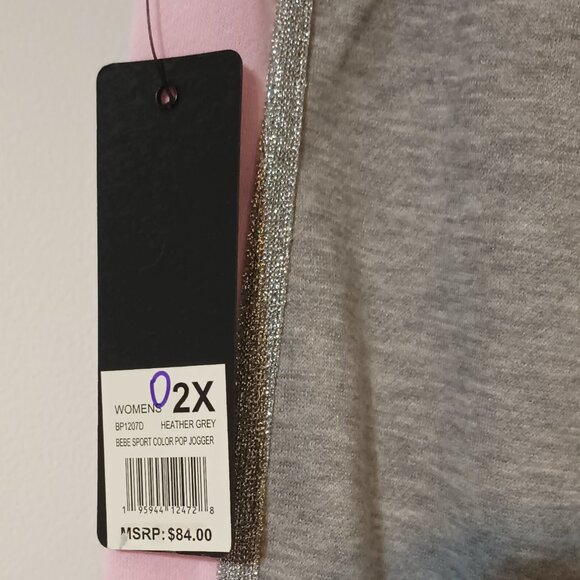 WOMENS 2X
BP1207D HEATHER GREY
BEBE SPORT COLOR POP JOGGER
1 95944 12472 8
MSRP: $84.00